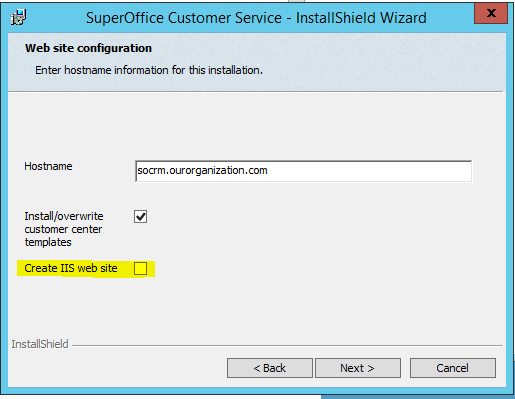 SuperOffice Customer Service - InstallShield Wizard
x
Web site configuration
Enter hostname information for this installation.
Hostname
socrm.ourorganization.com
Install/overwrite
customer center
templates
Create IIS web site
InstallShield
< Back
Next >
Cancel